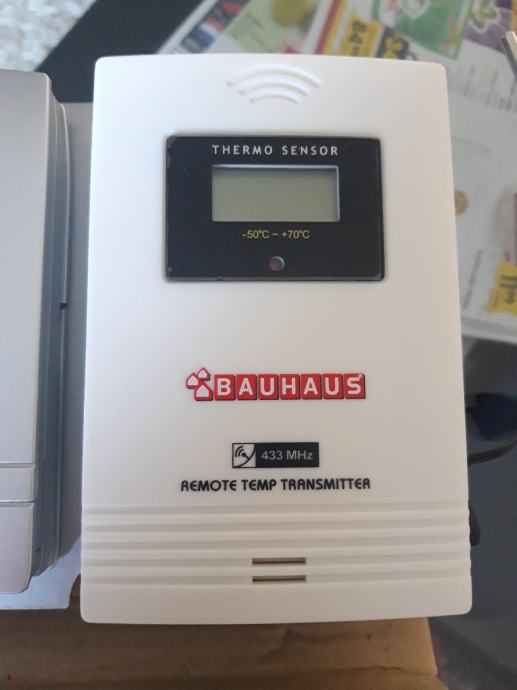 THERMO SENSOR
-50°C ~ +70°C
BAUHAUS
433 MHz
REMOTE TEMP TRANSMITTER